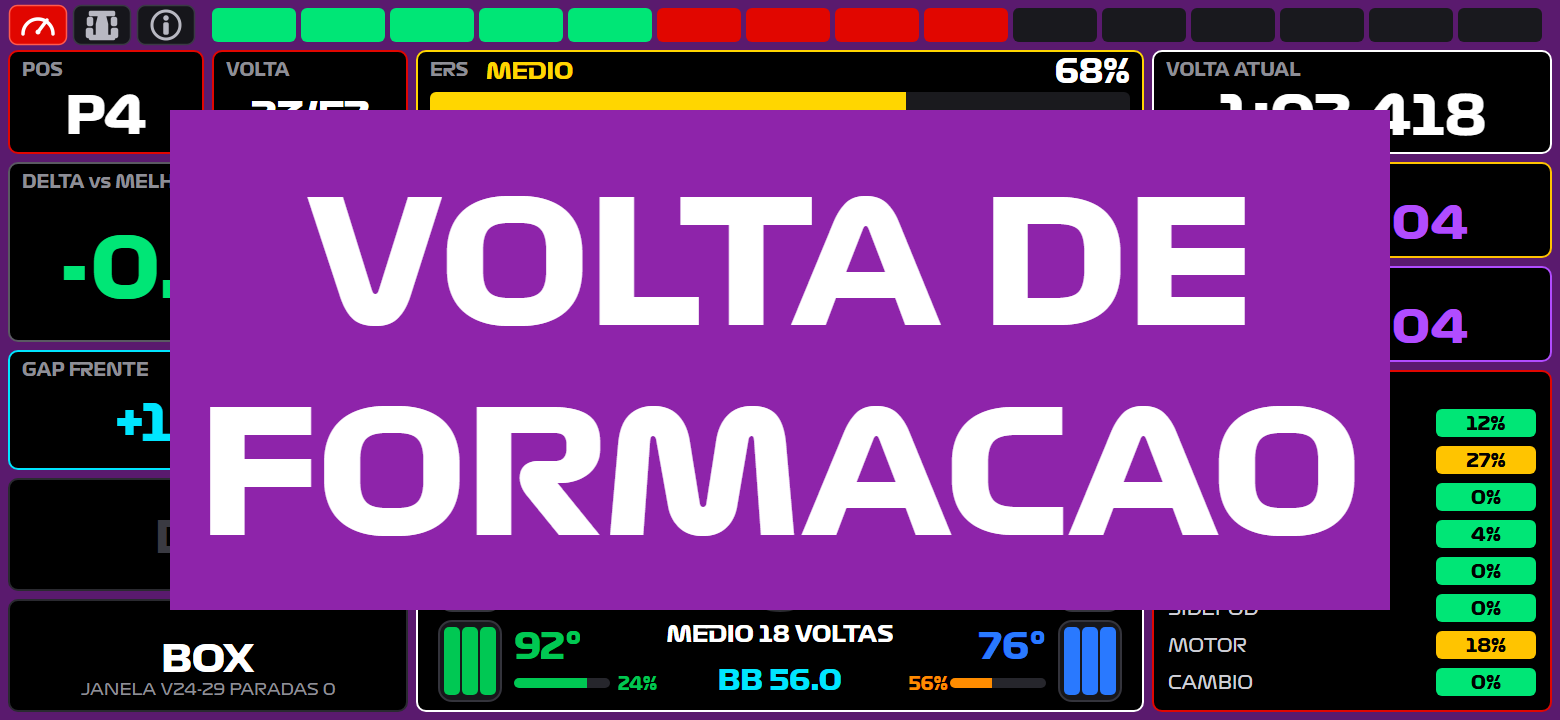 POS
VOLTA
ERS MEDIO 68%
VOLTA ATUAL
P4
DELTA vs
VOLTA DE
FORMACAO
04
04
GAP FRENTE
12%
27%
0%
4%
0%
0%
MOTOR 18%
CAMBIO 0%
BOX
JANELA V24-29 PARADAS 0
92°
24%
MEDIO 18 VOLTAS
BB 56.0
76°
56%